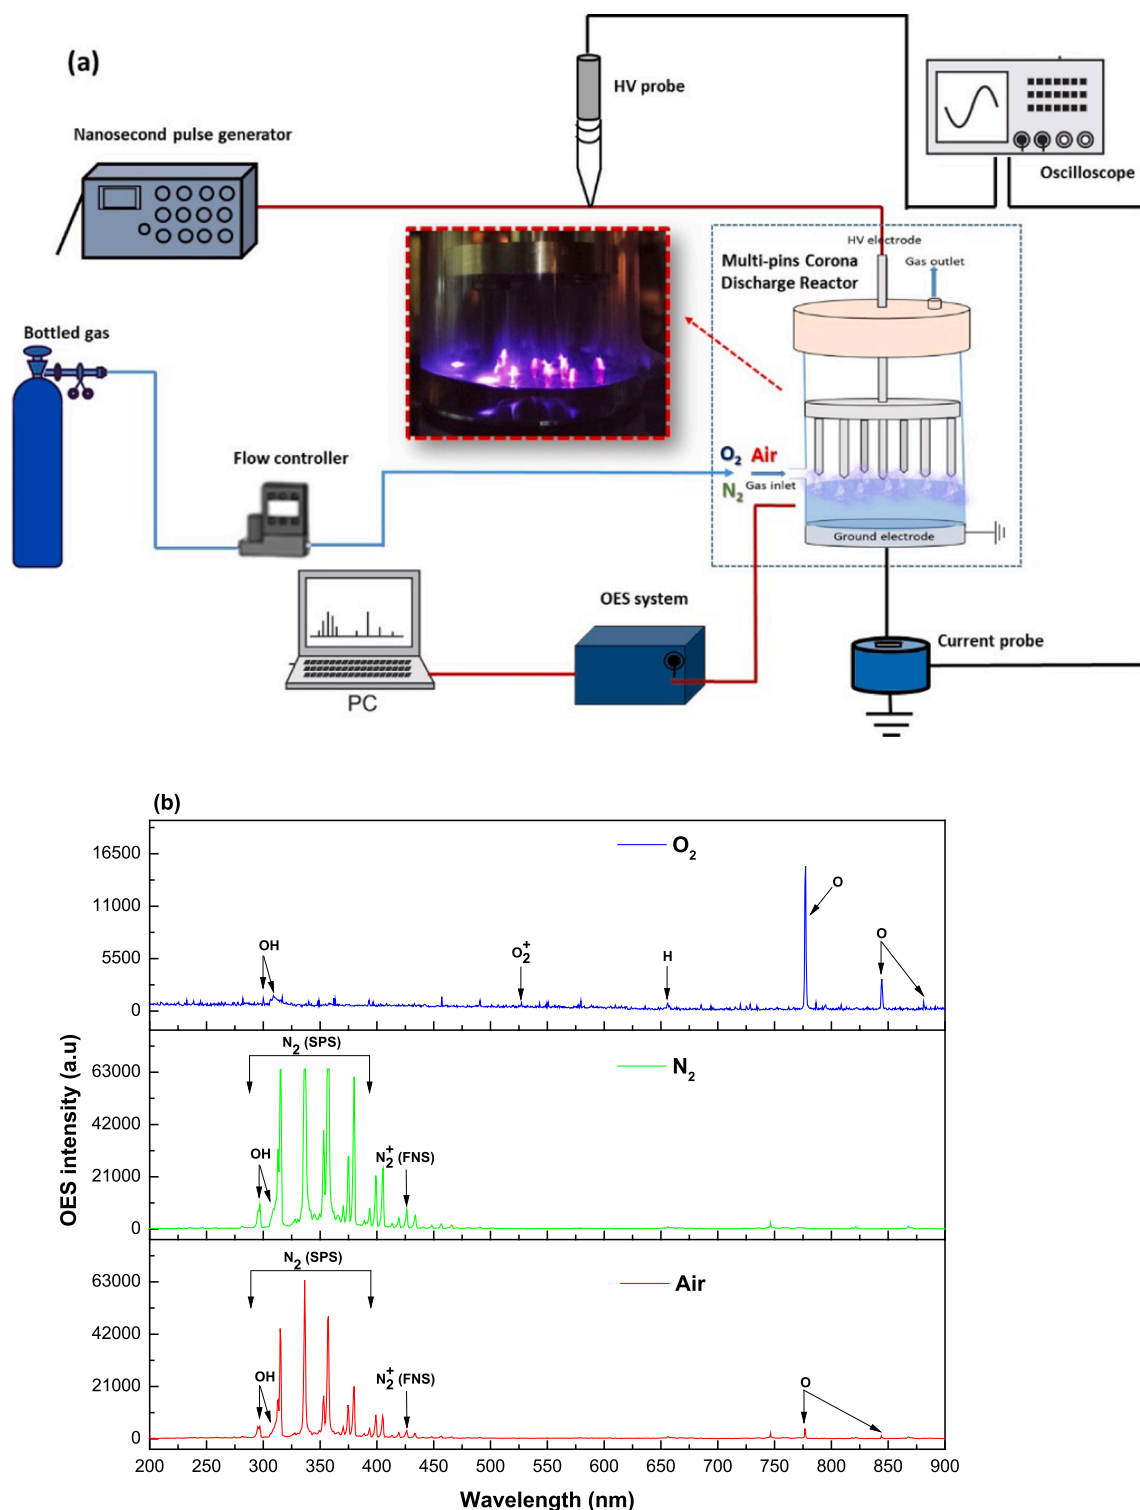 (a)
HV probe
Nanosecond pulse generator
Oscilloscope
HV electrode
Multi-pins Corona
Discharge Reactor
Gas outlet
Bottled gas
Flow controller
O2 Air
N2 Gas inlet
Ground electrode
OES system
Current probe
PC
(b)
O2
16500
11000
5500
0
OH
O2+
H
O
O
N2 (SPS)
N2
63000
42000
21000
0
OH
N2+ (FNS)
N2 (SPS)
Air
63000
42000
21000
0
OH
N2+ (FNS)
O
OES intensity (a.u)
200 250 300 350 400 450 500 550 600 650 700 750 800 850 900
Wavelength (nm)